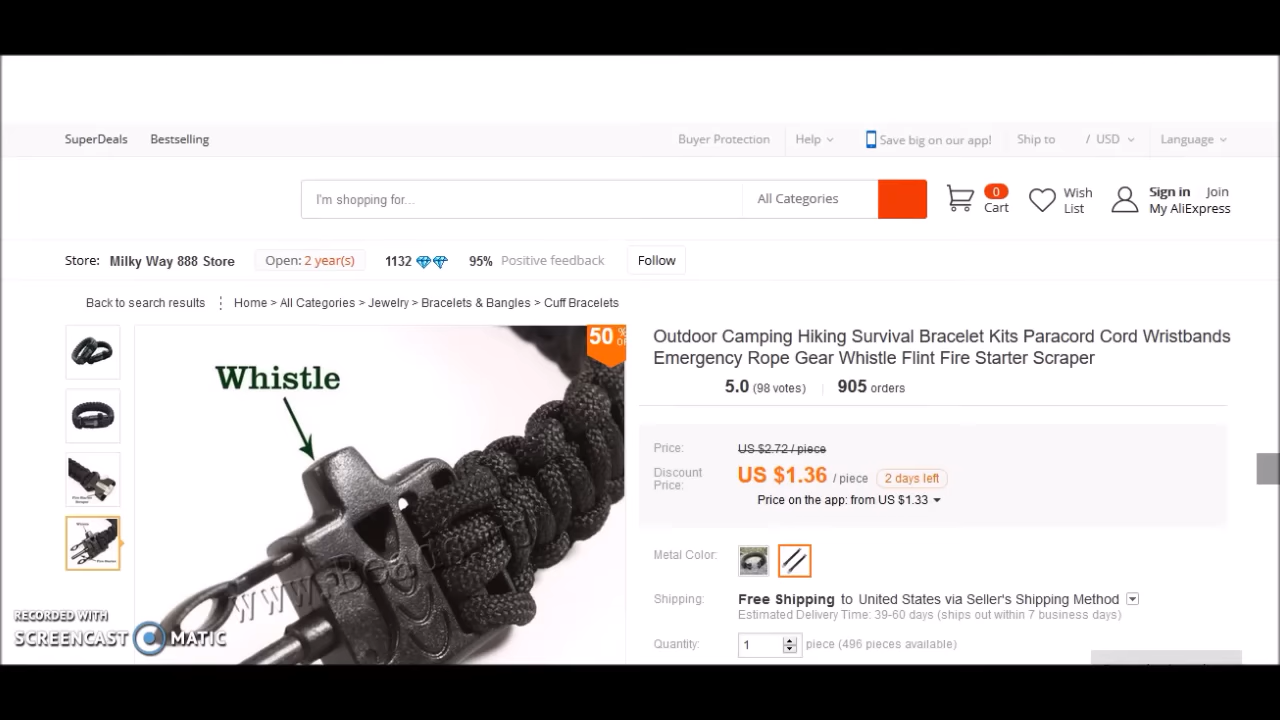 SuperDeals Bestselling Buyer Protection Help Save big on our app! Ship to / USD Language
I'm shopping for... All Categories 0 Cart Wish List Sign in Join My AliExpress
Store: Milky Way 888 Store Open: 2 year(s) 1132 95% Positive feedback Follow
Back to search results Home > All Categories > Jewelry > Bracelets & Bangles > Cuff Bracelets
50 %
Whistle
Outdoor Camping Hiking Survival Bracelet Kits Paracord Cord Wristbands
Emergency Rope Gear Whistle Flint Fire Starter Scraper
5.0 (98 votes) 905 orders
Price: US $2.72 / piece
Discount Price: US $1.36 / piece 2 days left
Price on the app: from US $1.33
Metal Color:
Shipping: Free Shipping to United States via Seller's Shipping Method
Estimated Delivery Time: 39-60 days (ships out within 7 business days)
Quantity: 1 piece (496 pieces available)
RECORDED WITH
SCREENCAST MATIC